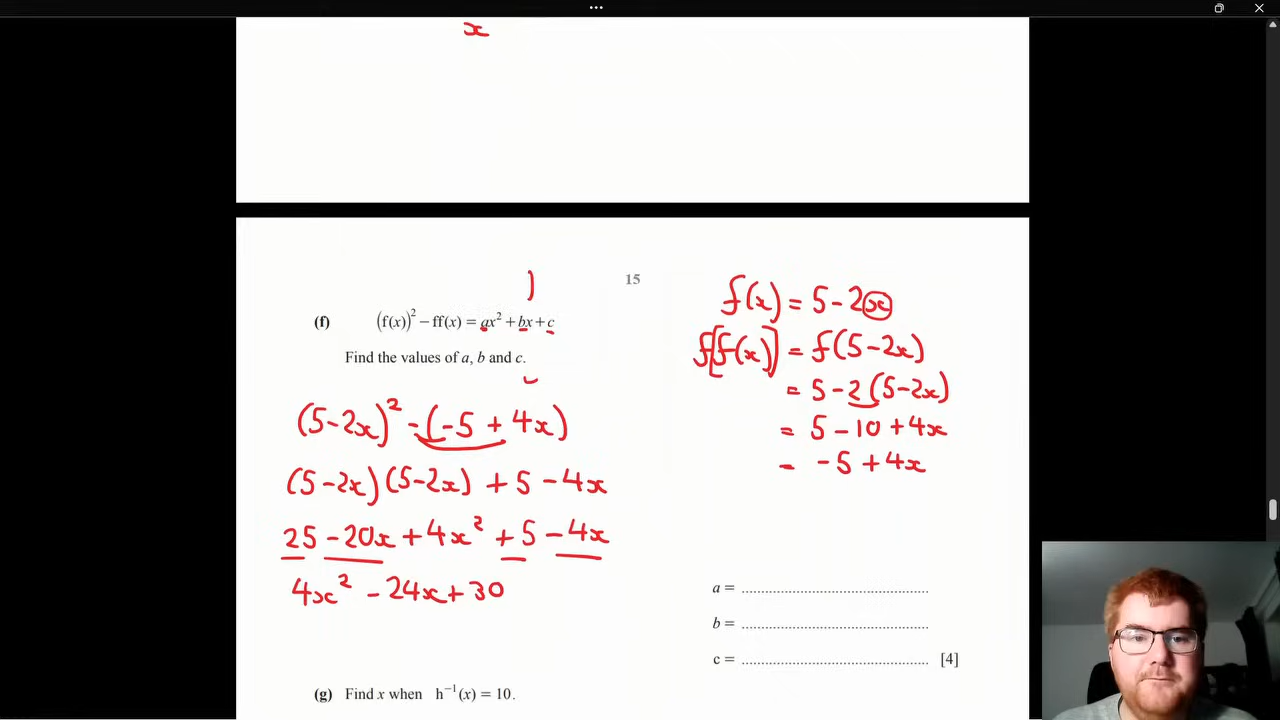 x
15
(f) (f(x))² − ff(x) = ax² + bx + c
Find the values of a, b and c.
(5-2x)² -(-5 + 4x)
(5-2x)(5-2x) + 5 - 4x
25 - 20x + 4x² + 5 - 4x
4x² - 24x + 30
f(x) = 5 - 2x
f[f(x)] = f(5-2x)
= 5 - 2(5-2x)
= 5 - 10 + 4x
= -5 + 4x
a = ................................................
b = ................................................
c = ................................................ [4]
(g) Find x when h⁻¹(x) = 10.